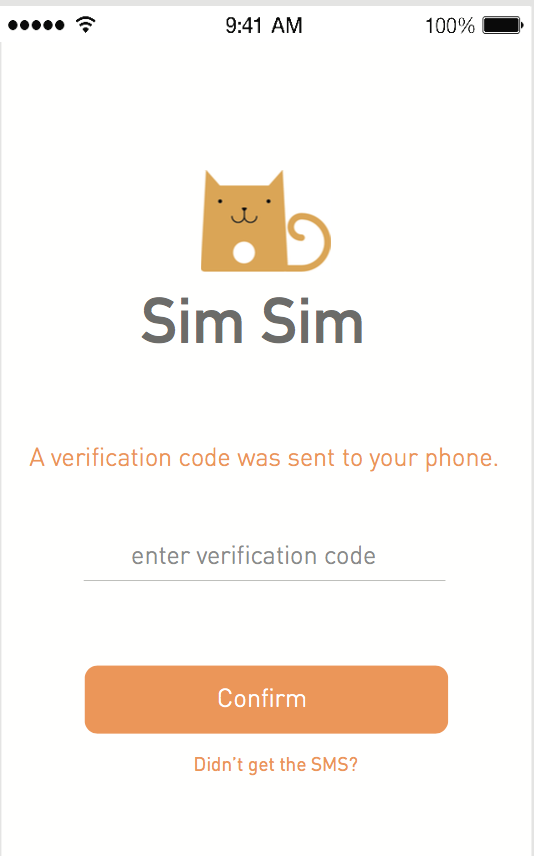 9:41 AM 100%
Sim Sim
A verification code was sent to your phone.
enter verification code
Confirm
Didn't get the SMS?